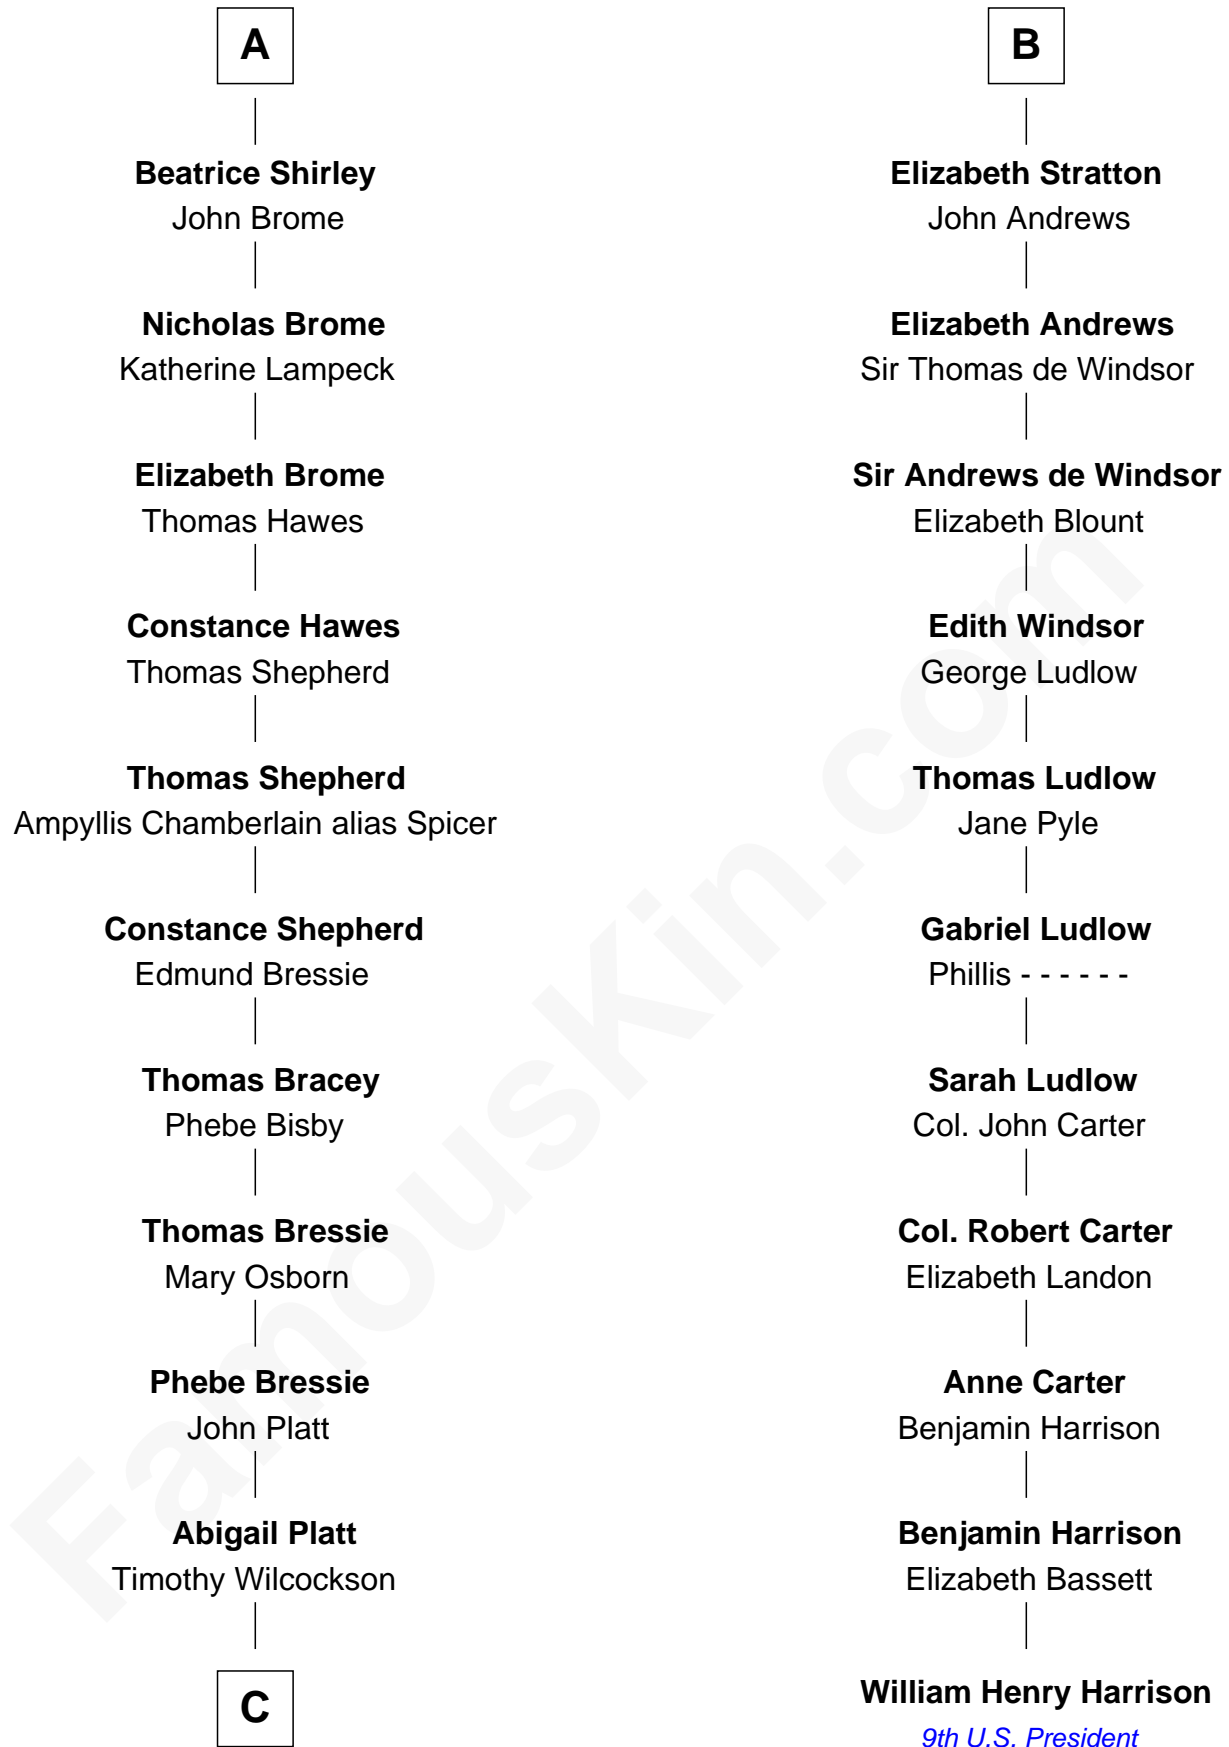 A
Beatrice Shirley
John Brome
Nicholas Brome
Katherine Lampeck
Elizabeth Brome
Thomas Hawes
Constance Hawes
Thomas Shepherd
Thomas Shepherd
Ampyllis Chamberlain alias Spicer
Constance Shepherd
Edmund Bressie
Thomas Bracey
Phebe Bisby
Thomas Bressie
Mary Osborn
Phebe Bressie
John Platt
Abigail Platt
Timothy Wilcockson
C
B
Elizabeth Stratton
John Andrews
Elizabeth Andrews
Sir Thomas de Windsor
Sir Andrews de Windsor
Elizabeth Blount
Edith Windsor
George Ludlow
Thomas Ludlow
Jane Pyle
Gabriel Ludlow
Phillis - - - - - -
Sarah Ludlow
Col. John Carter
Col. Robert Carter
Elizabeth Landon
Anne Carter
Benjamin Harrison
Benjamin Harrison
Elizabeth Bassett
William Henry Harrison
9th U.S. President
FamousKin.com